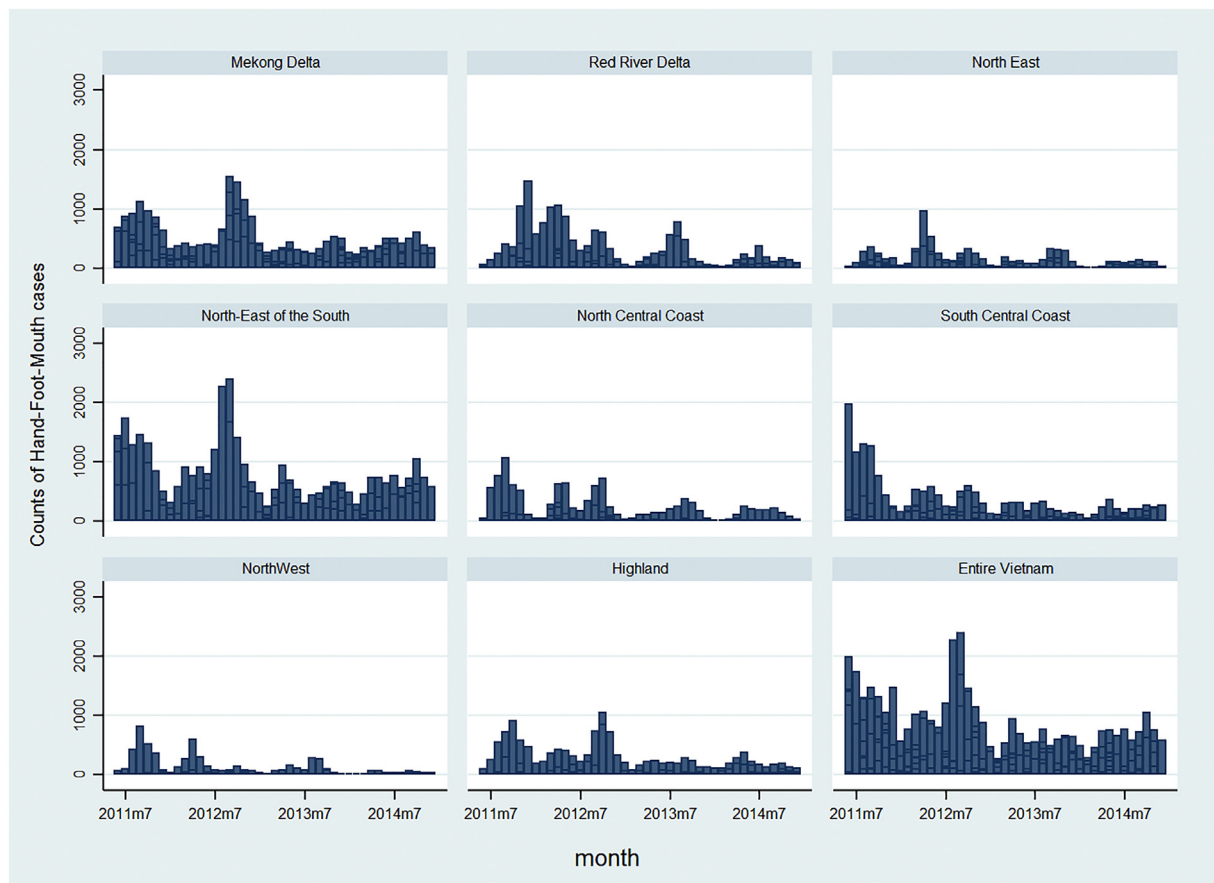 Counts of Hand-Foot-Mouth cases
Mekong Delta
Red River Delta
North East
3000
2000
1000
0
North-East of the South
North Central Coast
South Central Coast
3000
2000
1000
0
NorthWest
Highland
Entire Vietnam
3000
2000
1000
0
2011m7 2012m7 2013m7 2014m7
2011m7 2012m7 2013m7 2014m7
2011m7 2012m7 2013m7 2014m7
month